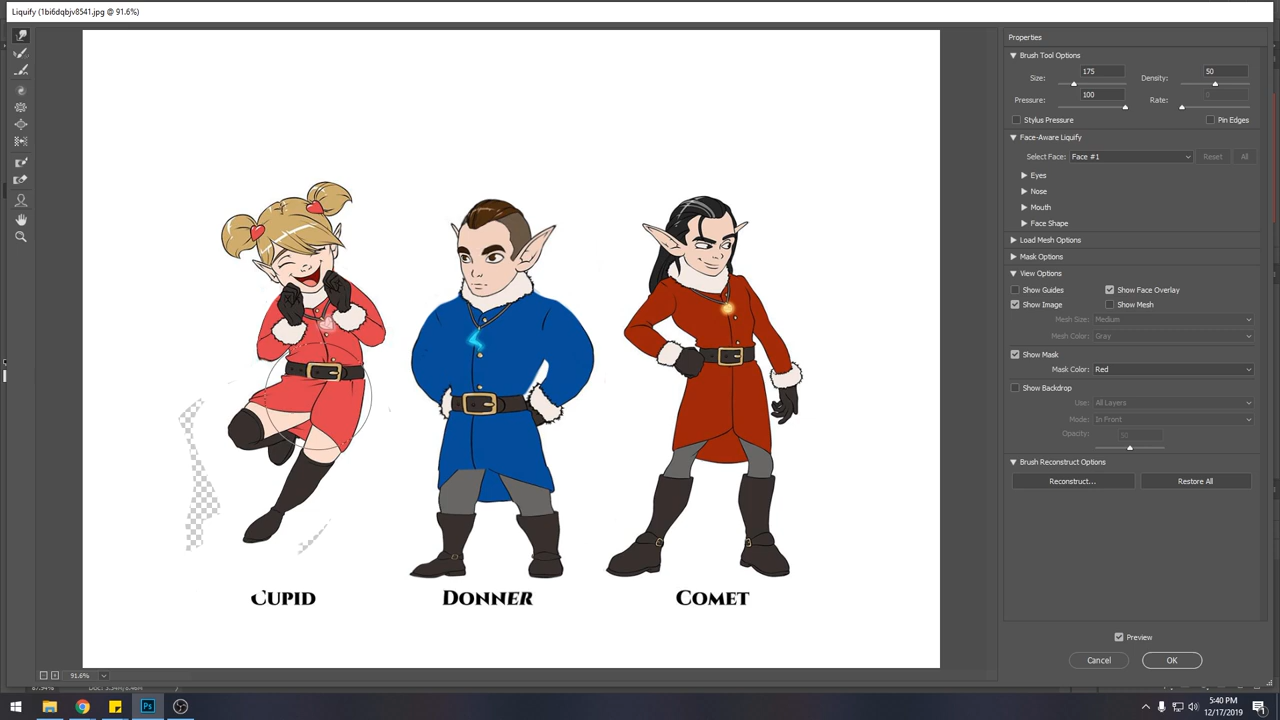 Liquify (1bi6dqbjv8541.jpg @ 91.6%)
Properties
Brush Tool Options
Size: 175 Density: 50
Pressure: 100 Rate: 0
Stylus Pressure Pin Edges
Face-Aware Liquify
Select Face: Face #1 Reset All
Eyes
Nose
Mouth
Face Shape
Load Mesh Options
Mask Options
View Options
Show Guides Show Face Overlay
Show Image Show Mesh
Mesh Size: Medium
Mesh Color: Gray
Show Mask
Mask Color: Red
Show Backdrop
Use: All Layers
Mode: In Front
Opacity: 50
Brush Reconstruct Options
Reconstruct... Restore All
Cupid Donner Comet
Preview
Cancel OK
91.6%
Ps
5:40 PM
12/17/2019